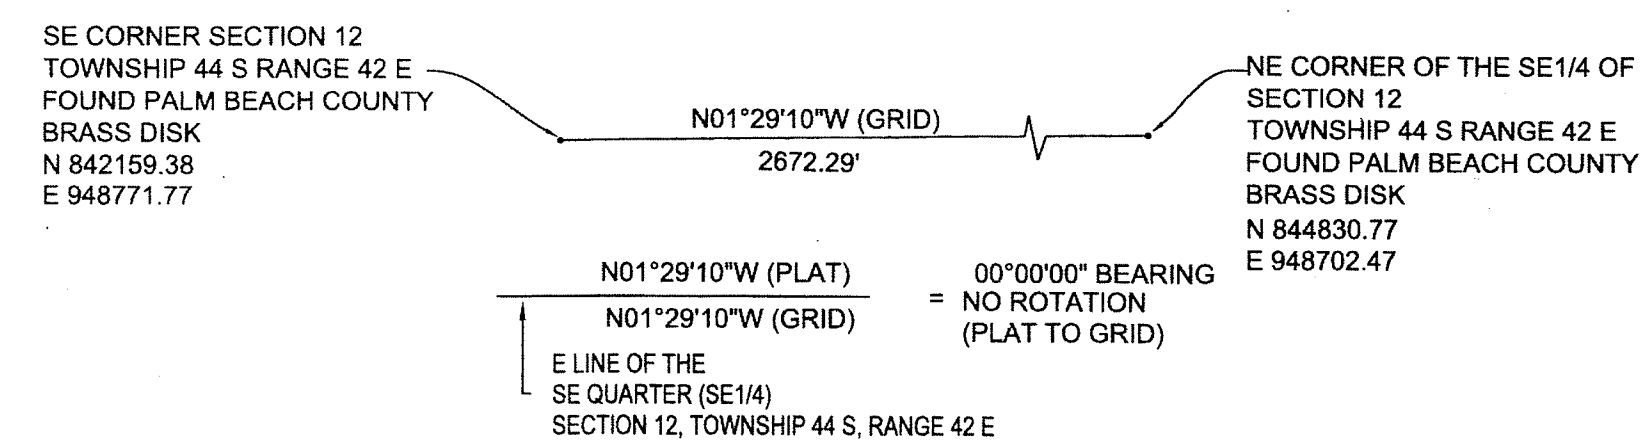 SE CORNER SECTION 12
TOWNSHIP 44 S RANGE 42 E
FOUND PALM BEACH COUNTY
BRASS DISK
N 842159.38
E 948771.77
N01°29'10"W (GRID)
2672.29'
NE CORNER OF THE SE1/4 OF
SECTION 12
TOWNSHIP 44 S RANGE 42 E
FOUND PALM BEACH COUNTY
BRASS DISK
N 844830.77
E 948702.47
N01°29'10"W (PLAT)
N01°29'10"W (GRID)
= 00°00'00" BEARING
NO ROTATION
(PLAT TO GRID)
E LINE OF THE
SE QUARTER (SE1/4)
SECTION 12, TOWNSHIP 44 S, RANGE 42 E